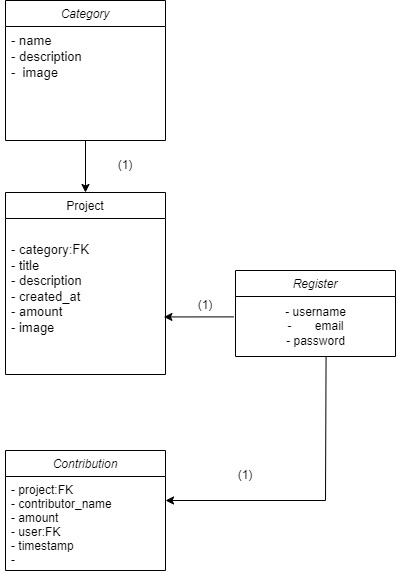 Category
- name
- description
- image
(1)
Project
- category:FK
- title
- description
- created_at
- amount
- image
Register
- username
- email
- password
(1)
(1)
Contribution
- project:FK
- contributor_name
- amount
- user:FK
- timestamp
-